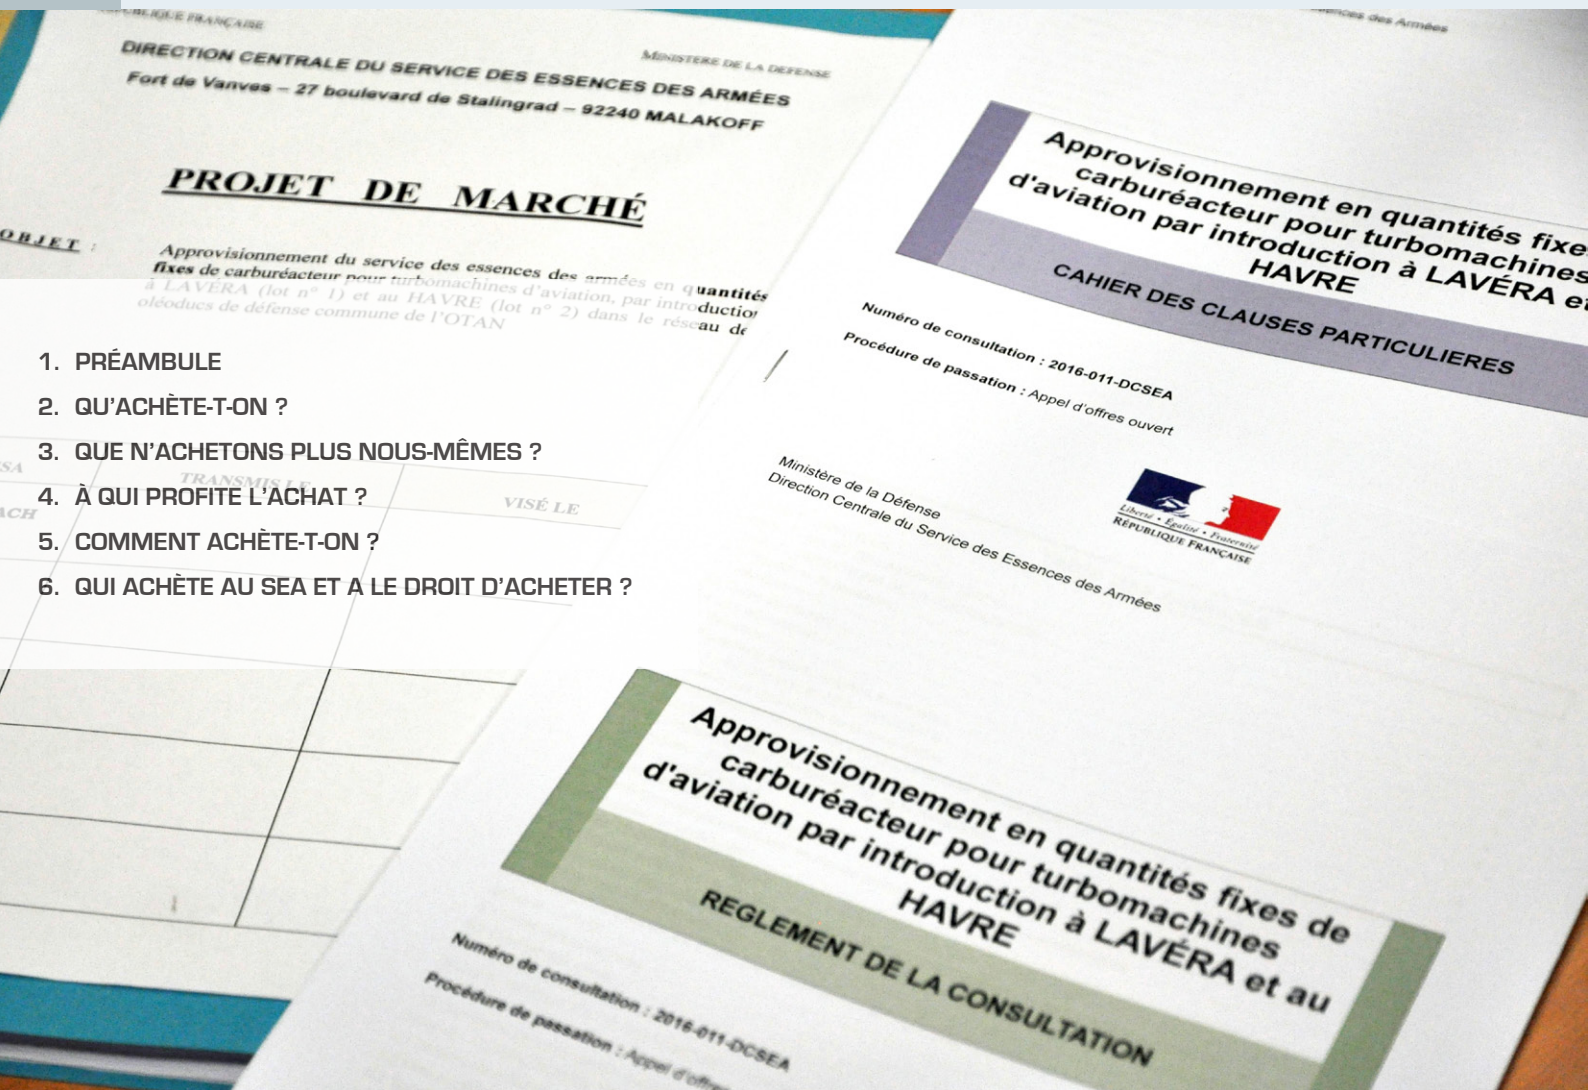 RÉPUBLIQUE FRANÇAISE
MINISTERE DE LA DEFENSE
DIRECTION CENTRALE DU SERVICE DES ESSENCES DES ARMÉES
Fort de Vanves – 27 boulevard de Stalingrad – 92240 MALAKOFF
PROJET DE MARCHÉ
OBJET :
Approvisionnement du service des essences des armées en quantités
fixes de carburéacteur pour turbomachines d'aviation, par introduction
à LAVÉRA (lot n° 1) et au HAVRE (lot n° 2) dans le réseau de
oléoducs de défense commune de l'OTAN
1. PRÉAMBULE
2. QU'ACHÈTE-T-ON ?
3. QUE N'ACHETONS PLUS NOUS-MÊMES ?
4. À QUI PROFITE L'ACHAT ?
5. COMMENT ACHÈTE-T-ON ?
6. QUI ACHÈTE AU SEA ET A LE DROIT D'ACHETER ?
SA
ACH
TRANSMIS LE
VISÉ LE
Essences des Armées
Approvisionnement en quantités fixes
carburéacteur pour turbomachines
d'aviation par introduction à LAVÉRA et
HAVRE
CAHIER DES CLAUSES PARTICULIERES
Numéro de consultation : 2016-011-DCSEA
Procédure de passation : Appel d'offres ouvert
Ministère de la Défense
Direction Centrale du Service des Essences des Armées
Liberté • Égalité • Fraternité
RÉPUBLIQUE FRANÇAISE
Approvisionnement en quantités fixes de
carburéacteur pour turbomachines
d'aviation par introduction à LAVÉRA et au
HAVRE
REGLEMENT DE LA CONSULTATION
Numéro de consultation : 2016-011-DCSEA
Procédure de passation : Appel d'offres